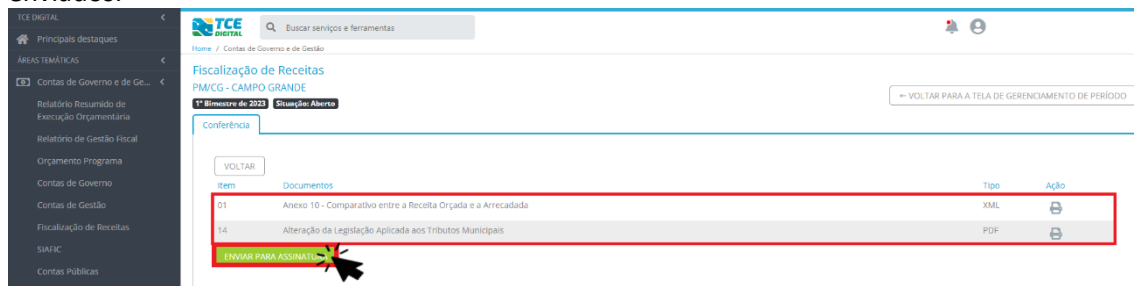 enviados.
TCE DIGITAL
Principais destaques
ÁREAS TEMÁTICAS
Contas de Governo e de Ge...
Relatório Resumido de
Execução Orçamentária
Relatório de Gestão Fiscal
Orçamento Programa
Contas de Governo
Contas de Gestão
Fiscalização de Receitas
SIAFIC
Contas Públicas
TCE
DIGITAL
Buscar serviços e ferramentas
Home / Contas de Governo e de Gestão
Fiscalização de Receitas
PM/CG - CAMPO GRANDE
1º Bimestre de 2023 Situação: Aberto
← VOLTAR PARA A TELA DE GERENCIAMENTO DE PERÍODO
Conferência
VOLTAR
Item Documentos Tipo Ação
01 Anexo 10 - Comparativo entre a Receita Orçada e a Arrecadada XML
14 Alteração da Legislação Aplicada aos Tributos Municipais PDF
ENVIAR PARA